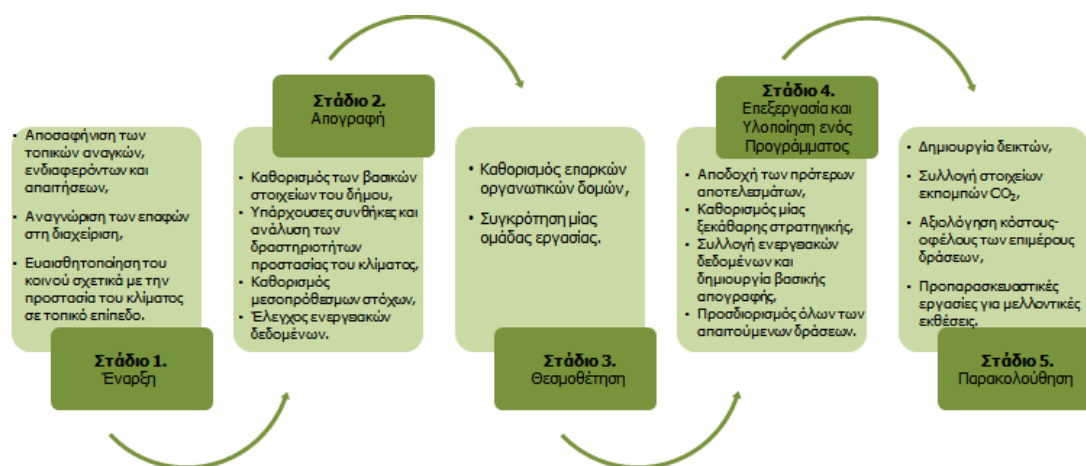 • Αποσαφήνιση των
τοπικών αναγκών,
ενδιαφερόντων και
απαιτήσεων,
• Αναγνώριση των επαφών
στη διαχείριση,
• Ευαισθητοποίηση του
κοινού σχετικά με την
προστασία του κλίματος
σε τοπικό επίπεδο.
Στάδιο 1.
Έναρξη
Στάδιο 2.
Απογραφή
• Καθορισμός των βασικών
στοιχείων του δήμου,
• Υπάρχουσες συνθήκες και
ανάλυση των
δραστηριοτήτων
προστασίας του κλίματος,
• Καθορισμός
μεσοπρόθεσμων στόχων,
• Έλεγχος ενεργειακών
δεδομένων.
• Καθορισμός επαρκών
οργανωτικών δομών,
• Συγκρότηση μίας
ομάδας εργασίας.
Στάδιο 3.
Θεσμοθέτηση
Στάδιο 4.
Επεξεργασία και
Υλοποίηση ενός
Προγράμματος
• Αποδοχή των πρότερων
αποτελεσμάτων,
• Καθορισμός μίας
ξεκάθαρης στρατηγικής,
• Συλλογή ενεργειακών
δεδομένων και
δημιουργία βασικής
απογραφής,
• Προσδιορισμός όλων των
απαιτούμενων δράσεων.
• Δημιουργία δεικτών,
• Συλλογή στοιχείων
εκπομπών CO₂,
• Αξιολόγηση κόστους-
οφέλους των επιμέρους
δράσεων,
• Προπαρασκευαστικές
εργασίες για μελλοντικές
εκθέσεις.
Στάδιο 5.
Παρακολούθηση